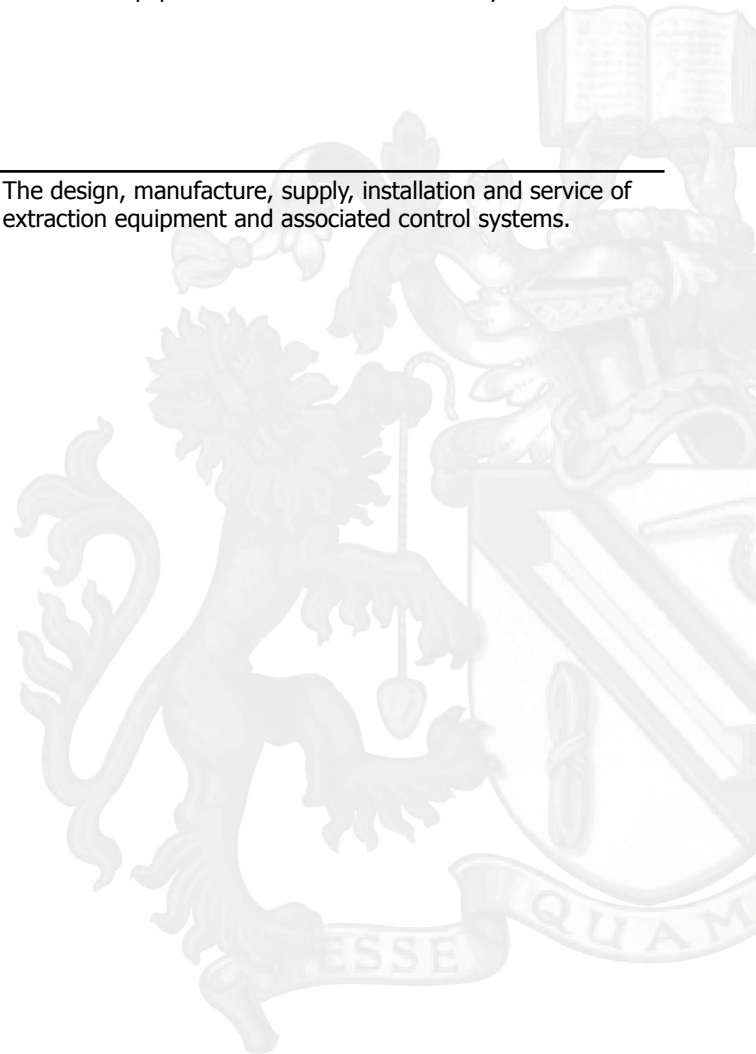 The design, manufacture, supply, installation and service of
extraction equipment and associated control systems.
ESSE QUAM